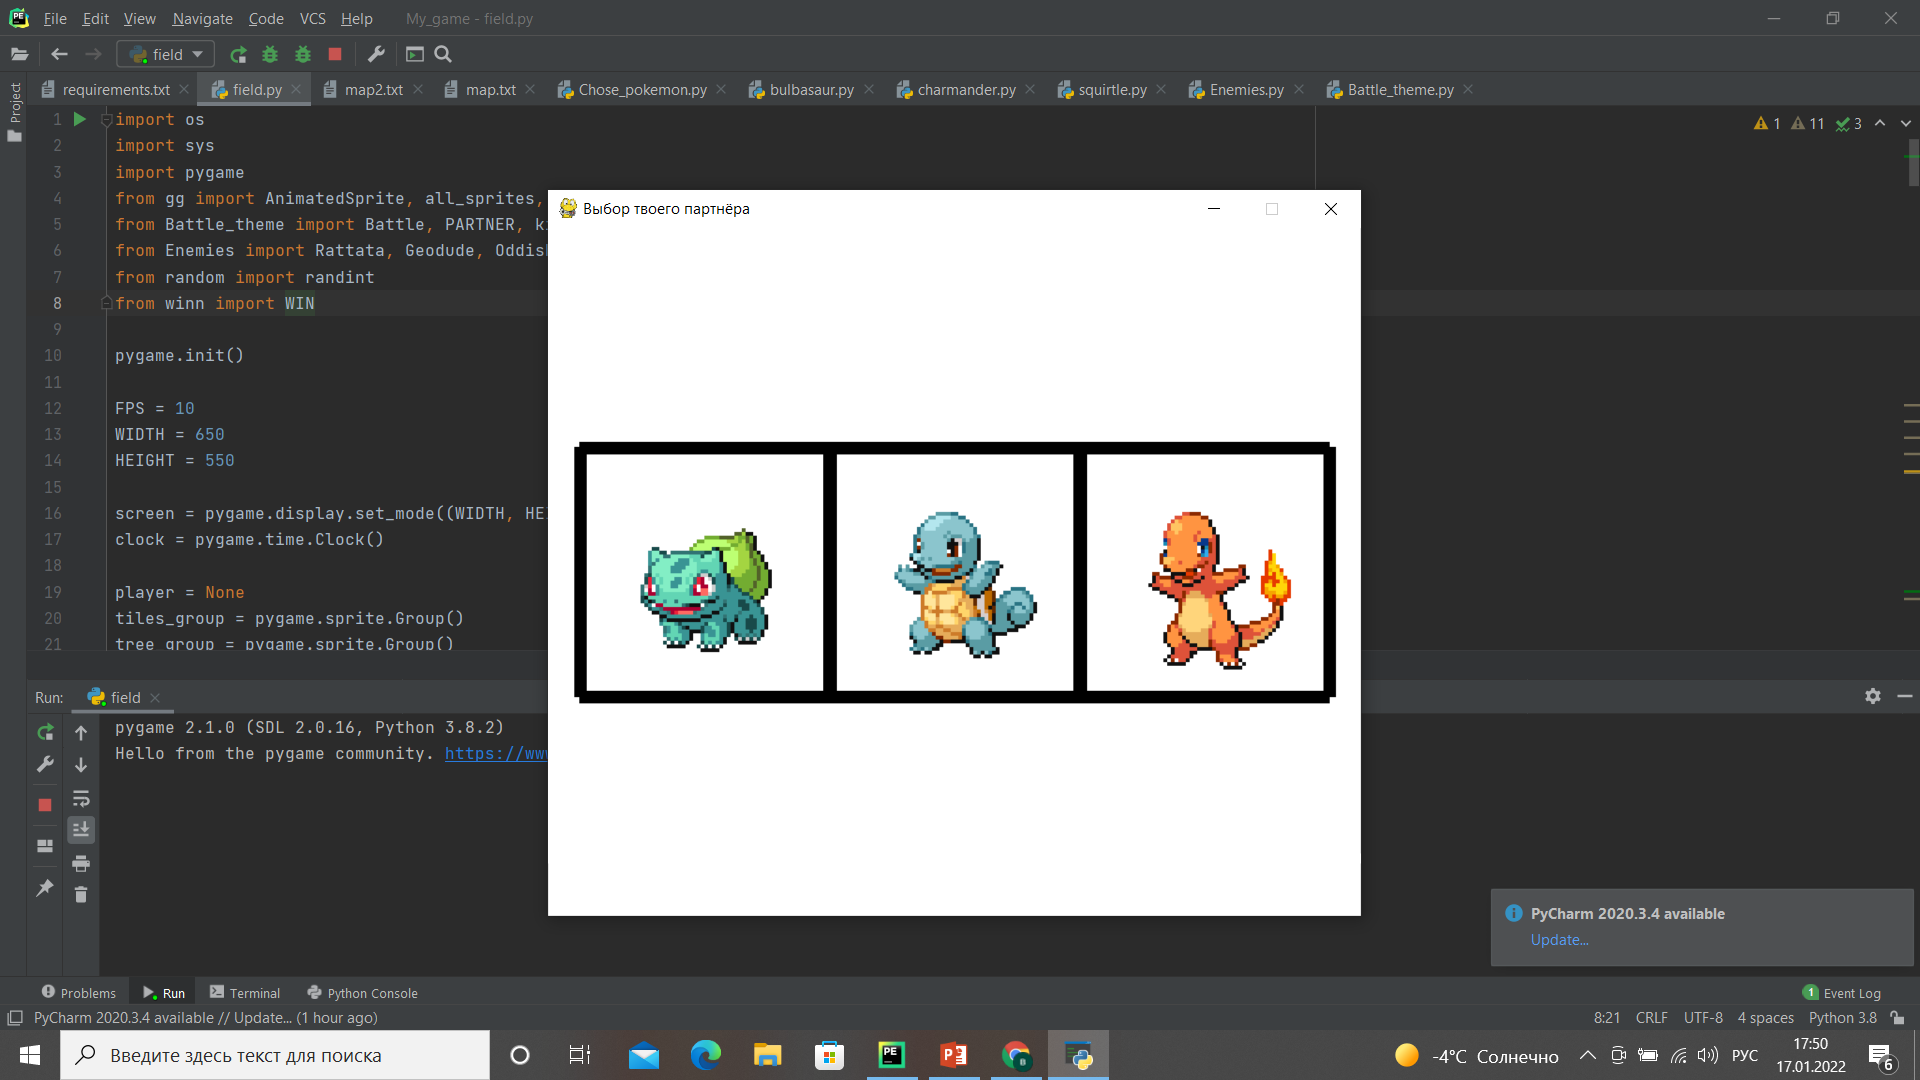 File Edit View Navigate Code VCS Help My_game - field.py
field
requirements.txt field.py map2.txt map.txt Chose_pokemon.py bulbasaur.py charmander.py squirtle.py Enemies.py Battle_theme.py
Project
1 import os
1 11 3
2 import sys
3 import pygame
4 from gg import AnimatedSprite, all_sprites,
Выбор твоего партнёра
5 from Battle_theme import Battle, PARTNER,
6 from Enemies import Rattata, Geodude,
7 from random import randint
8 from winn import WIN
9
10 pygame.init()
11
12 FPS = 10
13 WIDTH = 650
14 HEIGHT = 550
15
16 screen = pygame.display.set_mode((WIDTH,
17 clock = pygame.time.Clock()
18
19 player = None
20 tiles_group = pygame.sprite.Group()
21 tree_group = pygame.sprite.Group()
Run: field
pygame 2.1.0 (SDL 2.0.16, Python 3.8.2)
Hello from the pygame community. https://www
PyCharm 2020.3.4 available
Update...
Problems Run Terminal Python Console
1 Event Log
PyCharm 2020.3.4 available // Update... (1 hour ago)
8:21 CRLF UTF-8 4 spaces Python 3.8
Введите здесь текст для поиска
-4°C Солнечно
РУС
17:50
17.01.2022
6